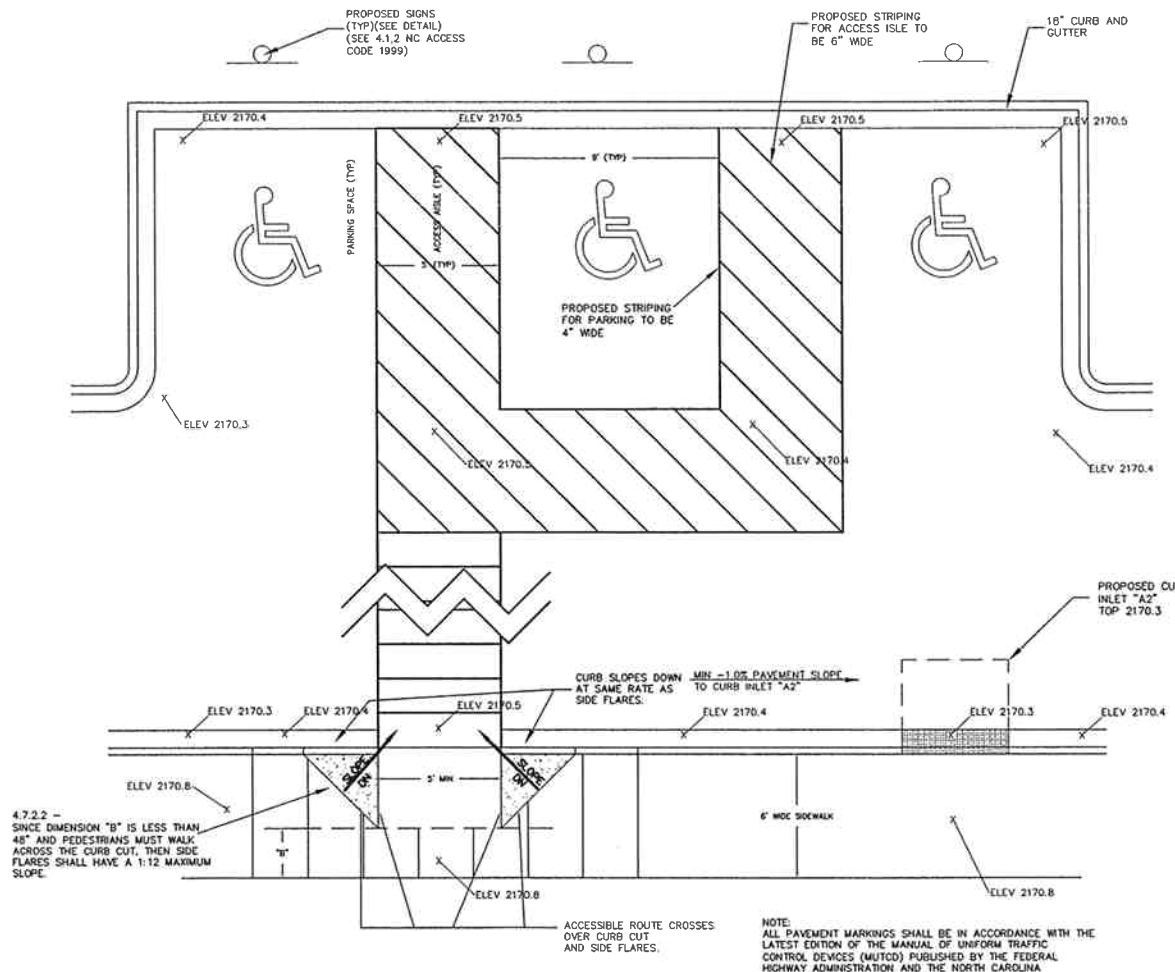 PROPOSED SIGNS
(TYP)(SEE DETAIL)
(SEE 4.1.2 NC ACCESS
CODE 1999)
PROPOSED STRIPING
FOR ACCESS ISLE TO
BE 6" WIDE
18" CURB AND
GUTTER
ELEV 2170.4
ELEV 2170.5
ELEV 2170.5
ELEV 2170.5
PARKING SPACE (TYP)
ACCESS AISLE (TYP)
9' (TYP)
5' (TYP)
PROPOSED STRIPING
FOR PARKING TO BE
4" WIDE
ELEV 2170.3
ELEV 2170.5
ELEV 2170.4
ELEV 2170.4
PROPOSED CU
INLET "A2"
TOP 2170.3
CURB SLOPES DOWN
AT SAME RATE AS
SIDE FLARES.
MIN -1.0% PAVEMENT SLOPE
TO CURB INLET "A2"
ELEV 2170.3
ELEV 2170.4
ELEV 2170.5
ELEV 2170.4
ELEV 2170.3
ELEV 2170.4
SLOPE
DN
SLOPE
DN
5' MIN
ELEV 2170.8
6' WIDE SIDEWALK
4.7.2.2 -
SINCE DIMENSION "B" IS LESS THAN
48" AND PEDESTRIANS MUST WALK
ACROSS THE CURB CUT, THEN SIDE
FLARES SHALL HAVE A 1:12 MAXIMUM
SLOPE.
"B"
ELEV 2170.8
ELEV 2170.8
ACCESSIBLE ROUTE CROSSES
OVER CURB CUT
AND SIDE FLARES.
NOTE:
ALL PAVEMENT MARKINGS SHALL BE IN ACCORDANCE WITH THE
LATEST EDITION OF THE MANUAL OF UNIFORM TRAFFIC
CONTROL DEVICES (MUTCD) PUBLISHED BY THE FEDERAL
HIGHWAY ADMINISTRATION AND THE NORTH CAROLINA